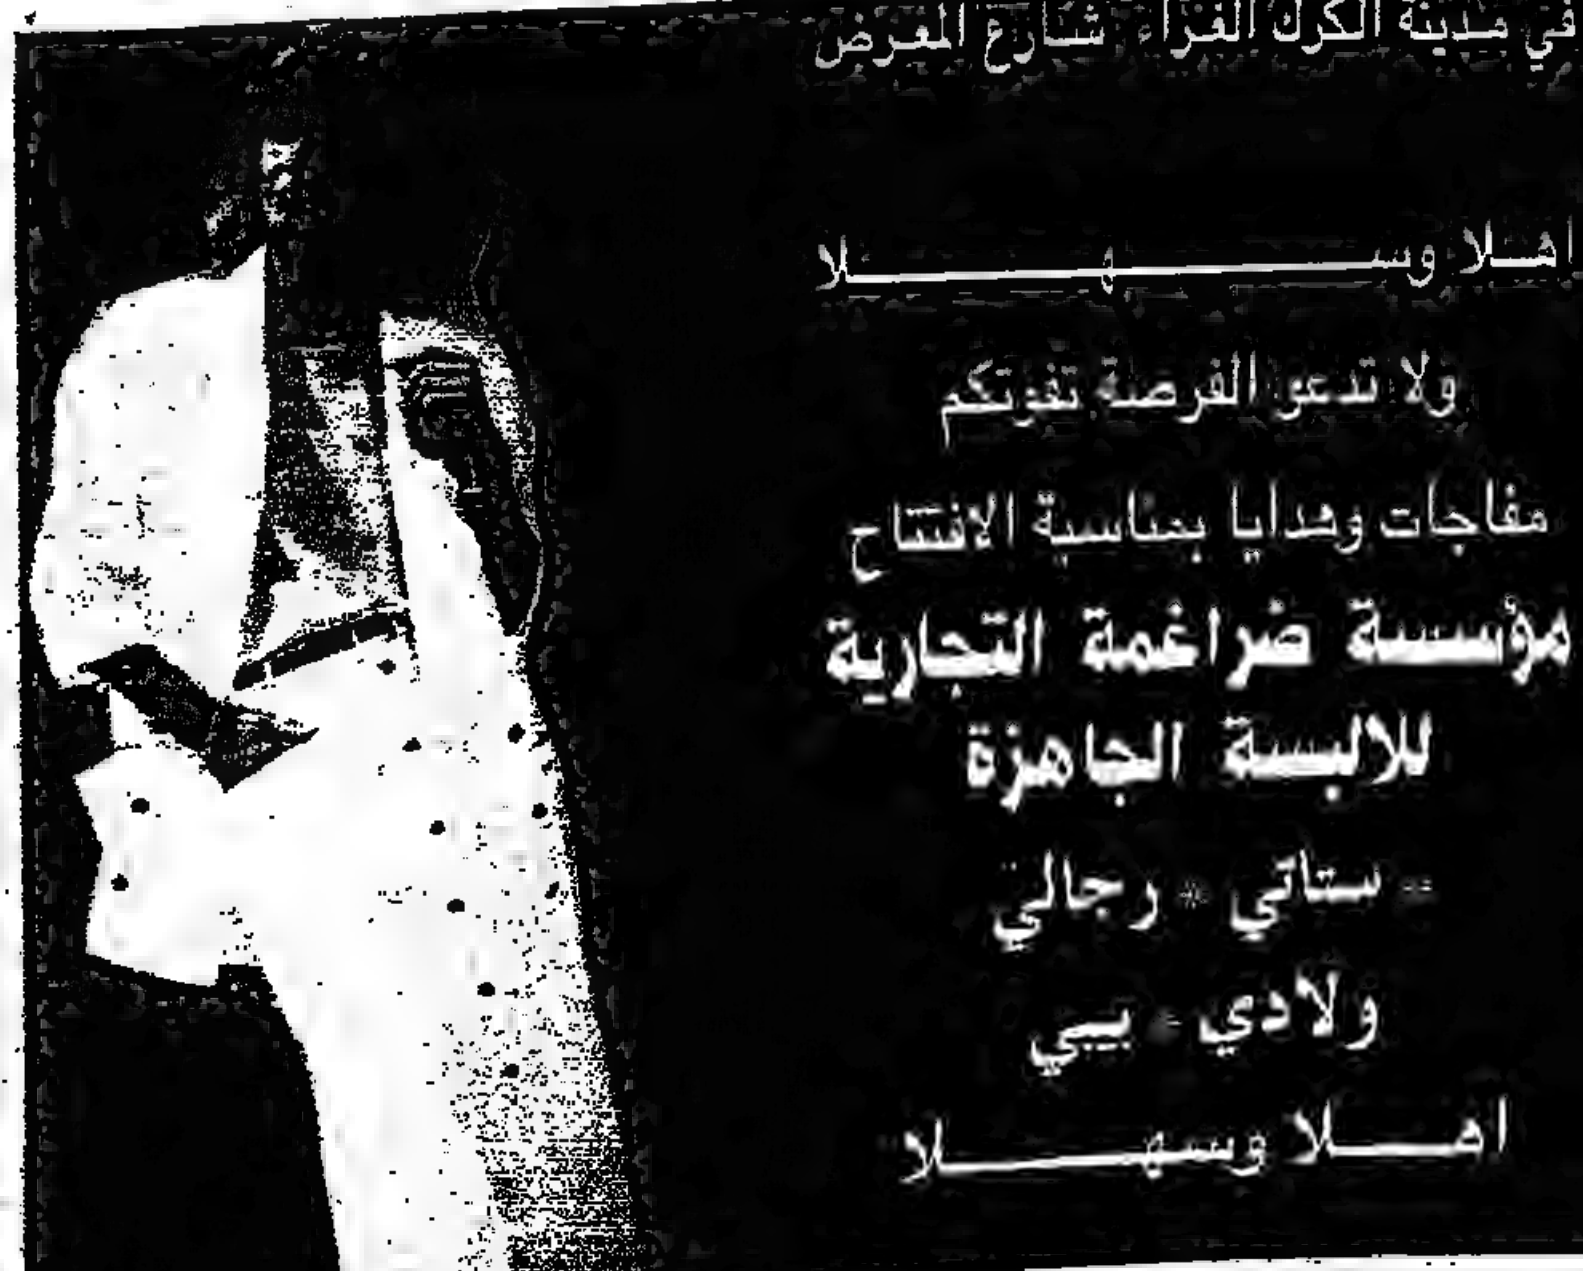 في مدينة الكرك الغراء شارع المعرض
اهلا وسهلا
ولا تدعو الفرصة تفوتكم
مفاجات وهدايا بمناسبة الافتتاح
مؤسسة ضراغمة التجارية
للالبسة الجاهزة
- ستاتي * رجالي
ولادي - بيبي
اهلا وسهلا